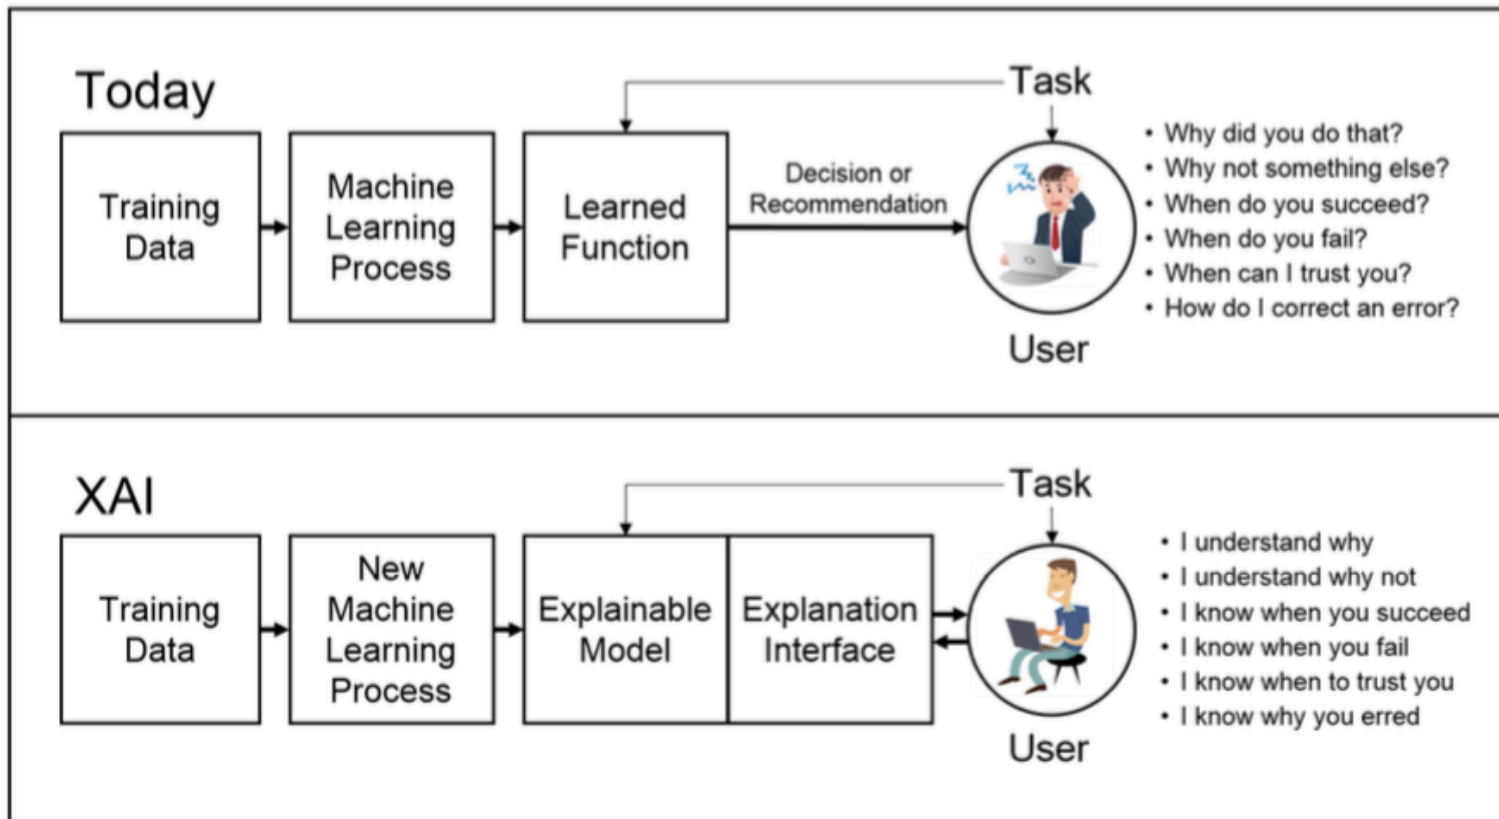 Today
Task
Training
Data
Machine
Learning
Process
Learned
Function
Decision or
Recommendation
User
• Why did you do that?
• Why not something else?
• When do you succeed?
• When do you fail?
• When can I trust you?
• How do I correct an error?
XAI
Task
Training
Data
New
Machine
Learning
Process
Explainable
Model
Explanation
Interface
User
• I understand why
• I understand why not
• I know when you succeed
• I know when you fail
• I know when to trust you
• I know why you erred